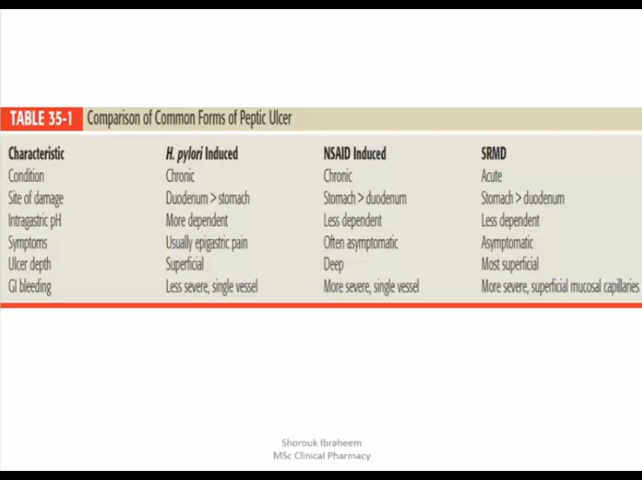 TABLE 35-1 Comparison of Common Forms of Peptic Ulcer
Characteristic H. pylori Induced NSAID Induced SRMD
Condition Chronic Chronic Acute
Site of damage Duodenum > stomach Stomach > duodenum Stomach > duodenum
Intragastric pH More dependent Less dependent Less dependent
Symptoms Usually epigastric pain Often asymptomatic Asymptomatic
Ulcer depth Superficial Deep Most superficial
GI bleeding Less severe, single vessel More severe, single vessel More severe, superficial mucosal capillaries
Shorouk Ibraheem
MSc Clinical Pharmacy